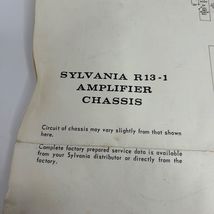 SYLVANIA R13-1
AMPLIFIER
CHASSIS
Circuit of chassis may vary slightly from that shown
here.
Complete factory prepared service data is available
from your Sylvania distributor or directly from the
factory.